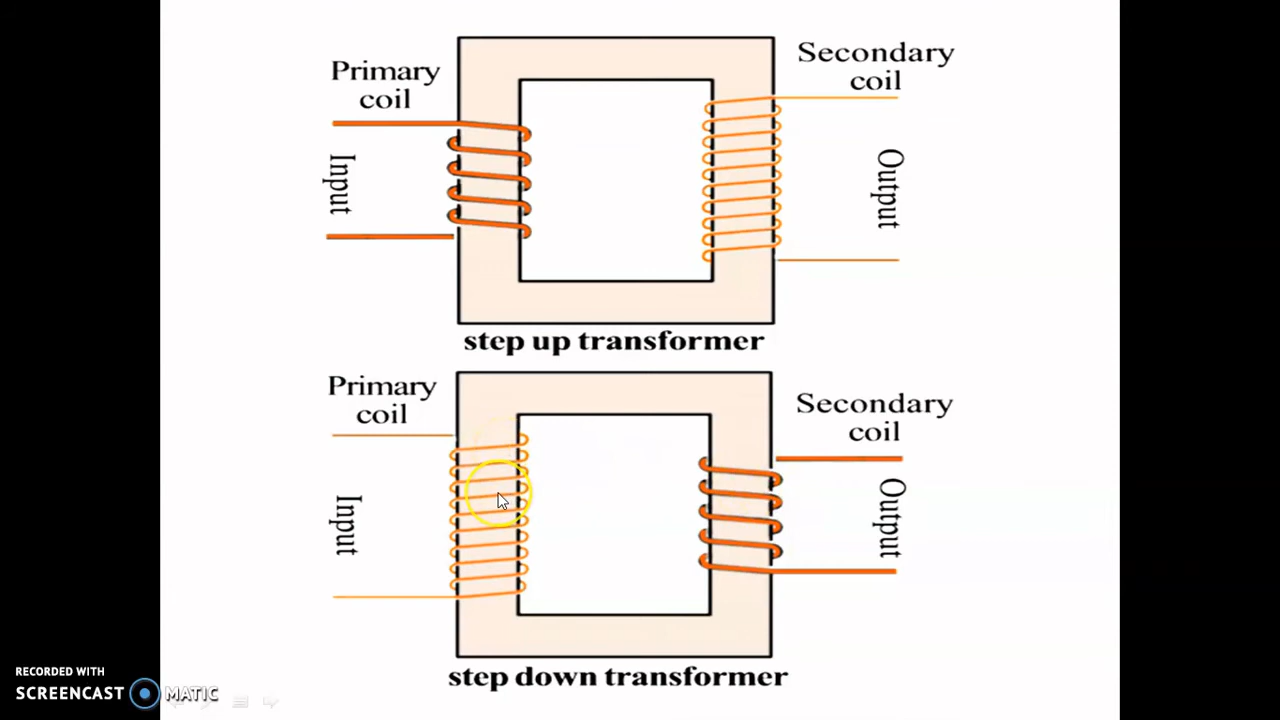 Primary
coil
Secondary
coil
Input
Output
step up transformer
Primary
coil
Secondary
coil
Input
Output
step down transformer
RECORDED WITH
SCREENCAST MATIC